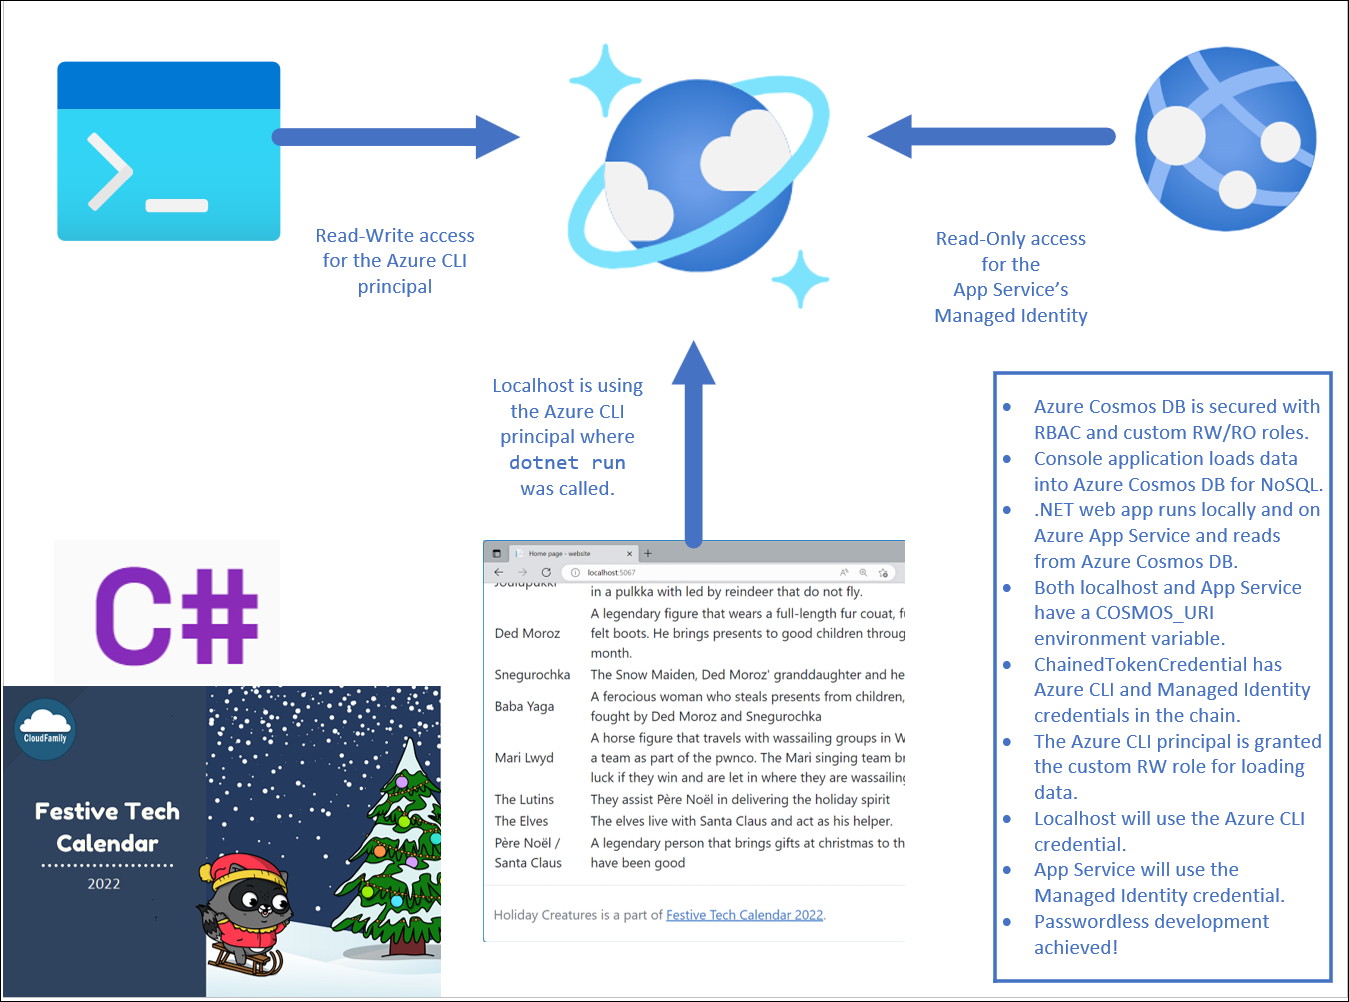 Read-Write access
for the Azure CLI
principal
Read-Only access
for the
App Service's
Managed Identity
Localhost is using
the Azure CLI
principal where
dotnet run
was called.
C#
CloudFamily
Festive Tech
Calendar
2022
Home page - website
localhost:5067
Joulupukki
in a pulkka with led by reindeer that do not fly.
A legendary figure that wears a full-length fur couat, fu
Ded Moroz
felt boots. He brings presents to good children throug
month.
Snegurochka The Snow Maiden, Ded Moroz' granddaughter and he
A ferocious woman who steals presents from children,
Baba Yaga
fought by Ded Moroz and Snegurochka
A horse figure that travels with wassailing groups in W
Mari Lwyd a team as part of the pwnco. The Mari singing team br
luck if they win and are let in where they are wassailing
The Lutins They assist Père Noël in delivering the holiday spirit
The Elves The elves live with Santa Claus and act as his helper.
Père Noël / A legendary person that brings gifts at christmas to th
Santa Claus have been good
Holiday Creatures is a part of Festive Tech Calendar 2022.
• Azure Cosmos DB is secured with
RBAC and custom RW/RO roles.
• Console application loads data
into Azure Cosmos DB for NoSQL.
• .NET web app runs locally and on
Azure App Service and reads
from Azure Cosmos DB.
• Both localhost and App Service
have a COSMOS_URI
environment variable.
• ChainedTokenCredential has
Azure CLI and Managed Identity
credentials in the chain.
• The Azure CLI principal is granted
the custom RW role for loading
data.
• Localhost will use the Azure CLI
credential.
• App Service will use the
Managed Identity credential.
• Passwordless development
achieved!